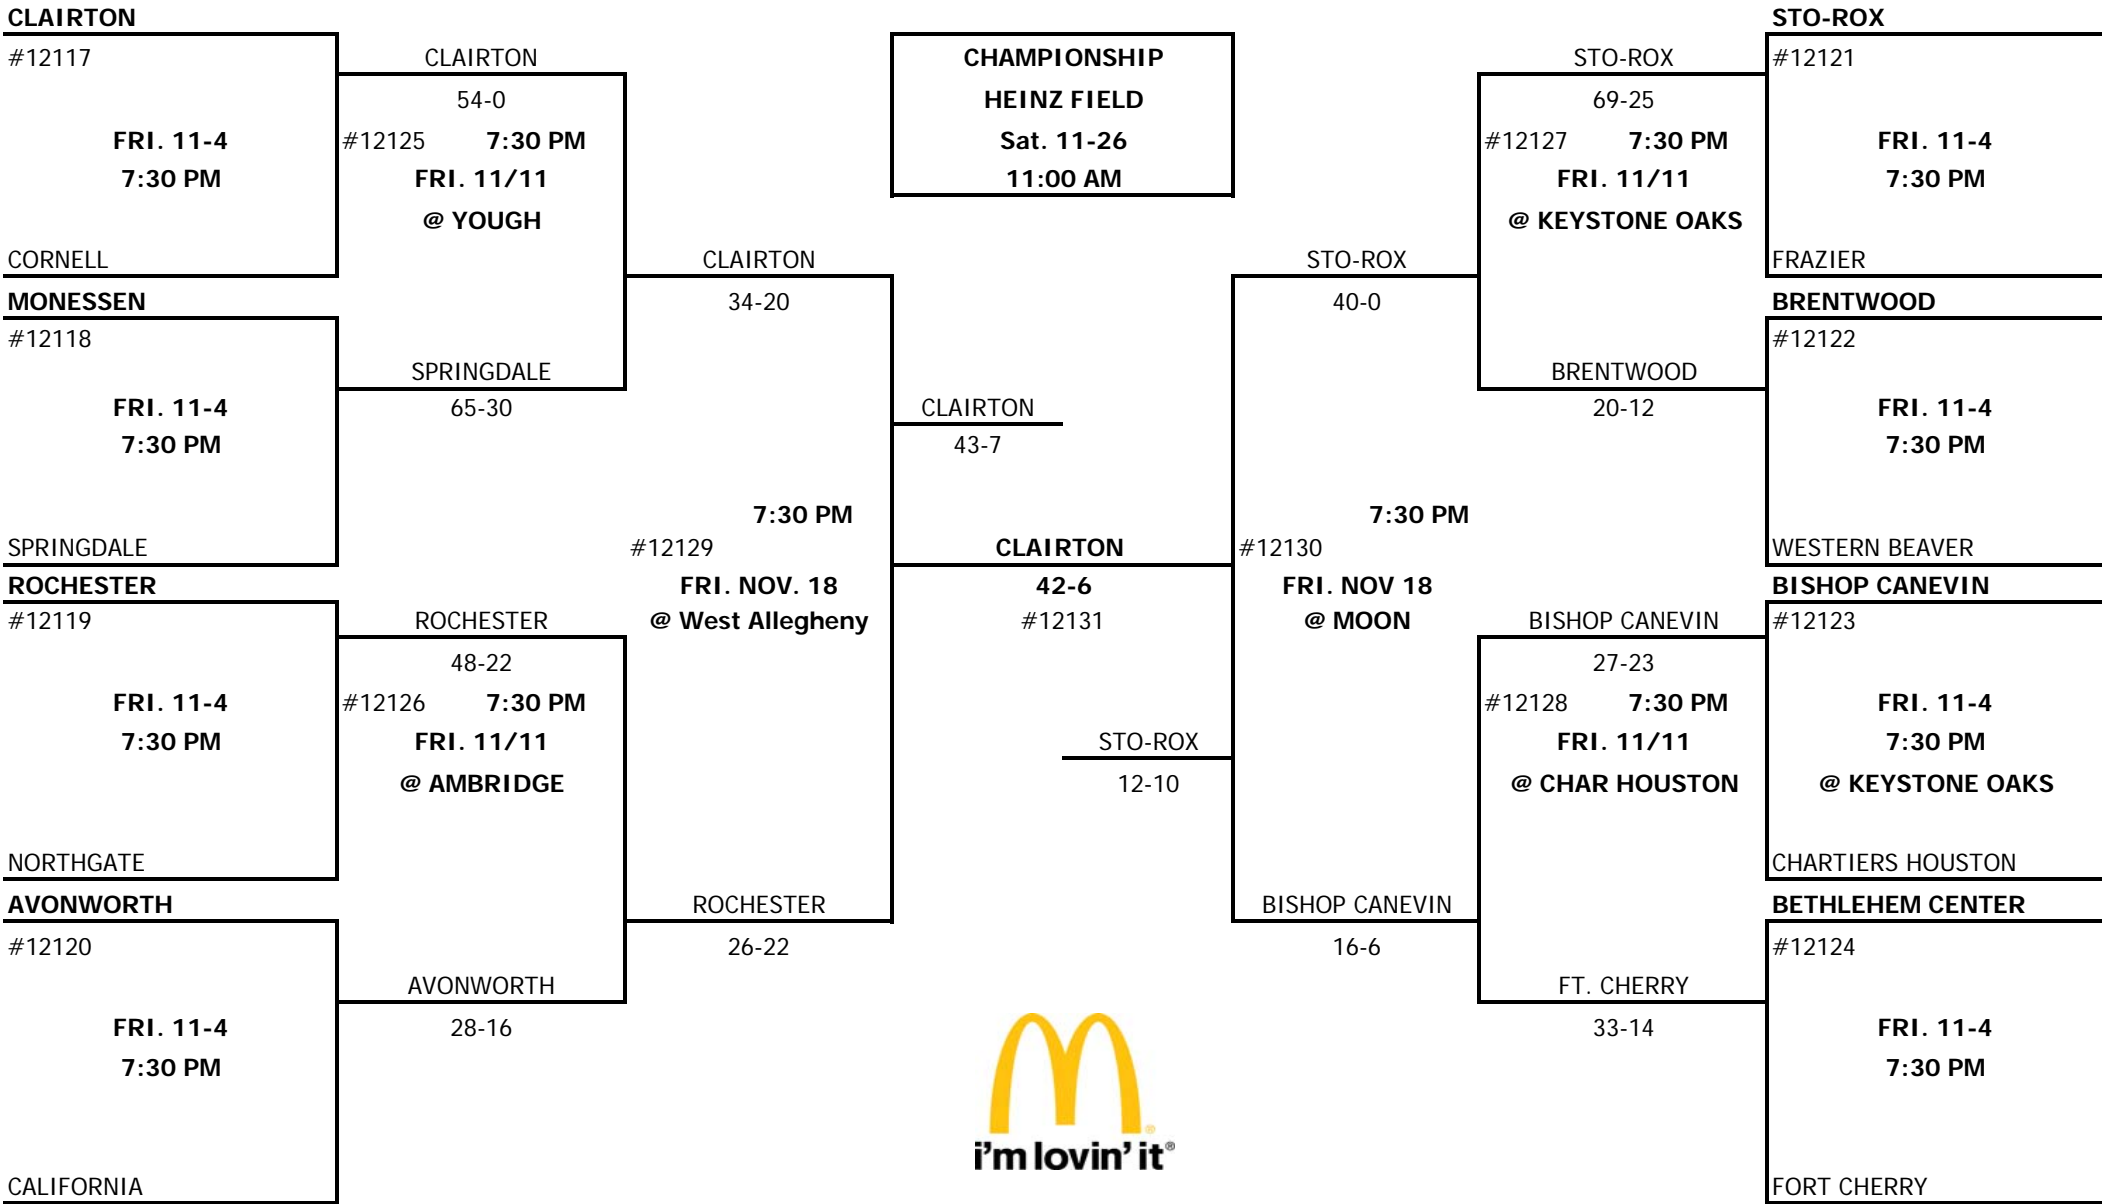 CLAIRTON
#12117
FRI. 11-4
7:30 PM
CORNELL
MONESSEN
#12118
FRI. 11-4
7:30 PM
SPRINGDALE
ROCHESTER
#12119
FRI. 11-4
7:30 PM
NORTHGATE
AVONWORTH
#12120
FRI. 11-4
7:30 PM
CALIFORNIA
CLAIRTON
54-0
#12125 7:30 PM
FRI. 11/11
@ YOUGH
SPRINGDALE
65-30
ROCHESTER
48-22
#12126 7:30 PM
FRI. 11/11
@ AMBRIDGE
AVONWORTH
28-16
CLAIRTON
34-20
7:30 PM
#12129
FRI. NOV. 18
@ West Allegheny
ROCHESTER
26-22
CHAMPIONSHIP
HEINZ FIELD
Sat. 11-26
11:00 AM
CLAIRTON
43-7
CLAIRTON
42-6
#12131
STO-ROX
12-10
i'm lovin' it®
STO-ROX
40-0
7:30 PM
#12130
FRI. NOV 18
@ MOON
BISHOP CANEVIN
16-6
STO-ROX
69-25
#12127 7:30 PM
FRI. 11/11
@ KEYSTONE OAKS
BRENTWOOD
20-12
BISHOP CANEVIN
27-23
#12128 7:30 PM
FRI. 11/11
@ CHAR HOUSTON
FT. CHERRY
33-14
STO-ROX
#12121
FRI. 11-4
7:30 PM
FRAZIER
BRENTWOOD
#12122
FRI. 11-4
7:30 PM
WESTERN BEAVER
BISHOP CANEVIN
#12123
FRI. 11-4
7:30 PM
@ KEYSTONE OAKS
CHARTIERS HOUSTON
BETHLEHEM CENTER
#12124
FRI. 11-4
7:30 PM
FORT CHERRY